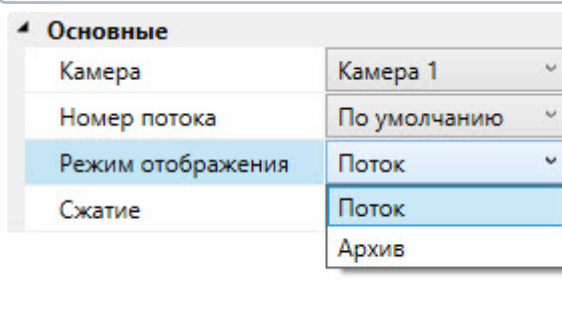 Основные
Камера Камера 1
Номер потока По умолчанию
Режим отображения Поток
Сжатие Поток
Архив